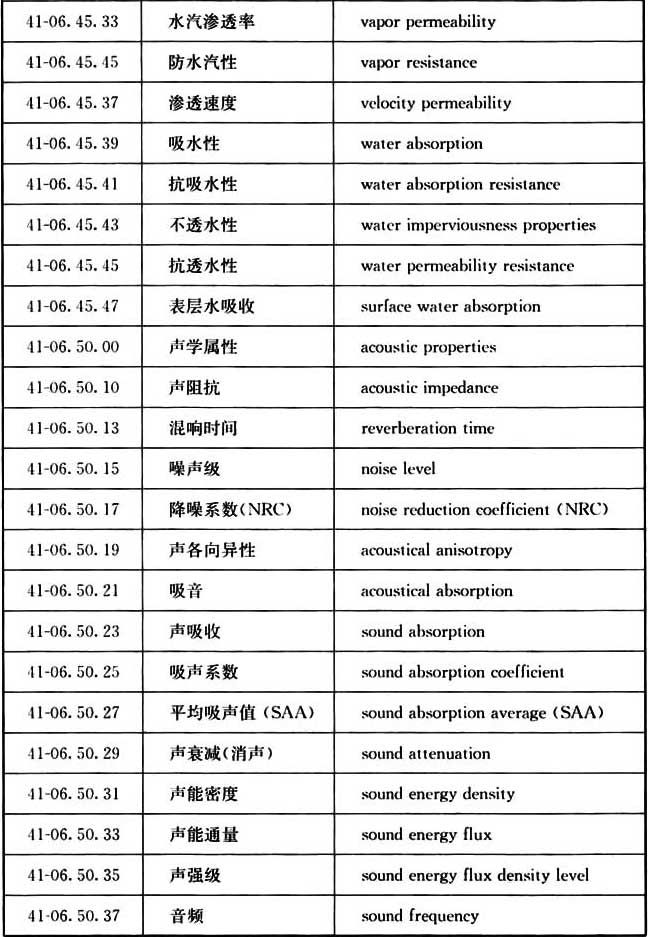 41-06. 45. 33 水汽渗透率 vapor permeability
41-06. 45. 45 防水汽性 vapor resistance
41-06. 45. 37 渗透速度 velocity permeability
41-06. 45. 39 吸水性 water absorption
41-06. 45. 41 抗吸水性 water absorption resistance
41-06. 45. 43 不透水性 water imperviousness properties
41-06. 45. 45 抗透水性 water permeability resistance
41-06. 45. 47 表层水吸收 surface water absorption
41-06. 50. 00 声学属性 acoustic properties
41-06. 50. 10 声阻抗 acoustic impedance
41-06. 50. 13 混响时间 reverberation time
41-06. 50. 15 噪声级 noise level
41-06. 50. 17 降噪系数(NRC) noise reduction coefficient (NRC)
41-06. 50. 19 声各向异性 acoustical anisotropy
41-06. 50. 21 吸音 acoustical absorption
41-06. 50. 23 声吸收 sound absorption
41-06. 50. 25 吸声系数 sound absorption coefficient
41-06. 50. 27 平均吸声值 (SAA) sound absorption average (SAA)
41-06. 50. 29 声衰减(消声) sound attenuation
41-06. 50. 31 声能密度 sound energy density
41-06. 50. 33 声能通量 sound energy flux
41-06. 50. 35 声强级 sound energy flux density level
41-06. 50. 37 音频 sound frequency